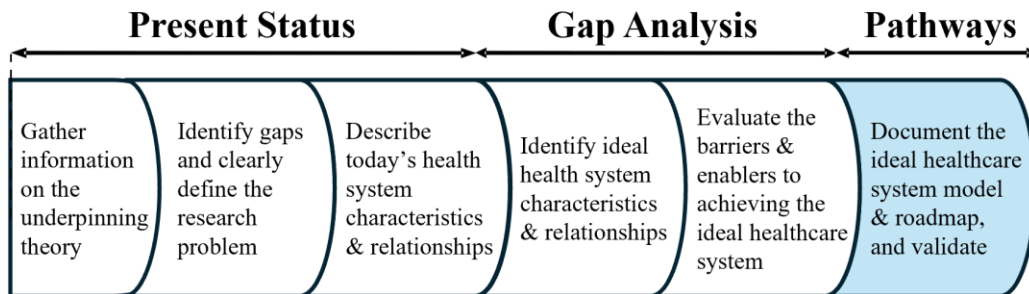 Present Status
Gap Analysis
Pathways
Gather
information
on the
underpinning
theory
Identify gaps
and clearly
define the
research
problem
Describe
today's health
system
characteristics
& relationships
Identify ideal
health system
characteristics
& relationships
Evaluate the
barriers &
enablers to
achieving the
ideal healthcare
system
Document the
ideal healthcare
system model
& roadmap,
and validate